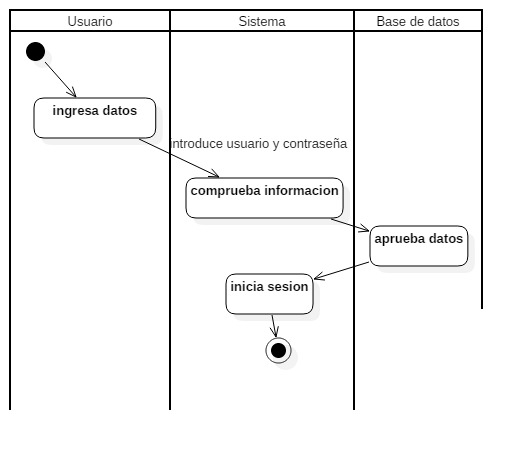 Usuario
Sistema
Base de datos
ingresa datos
introduce usuario y contraseña
comprueba informacion
aprueba datos
inicia sesion